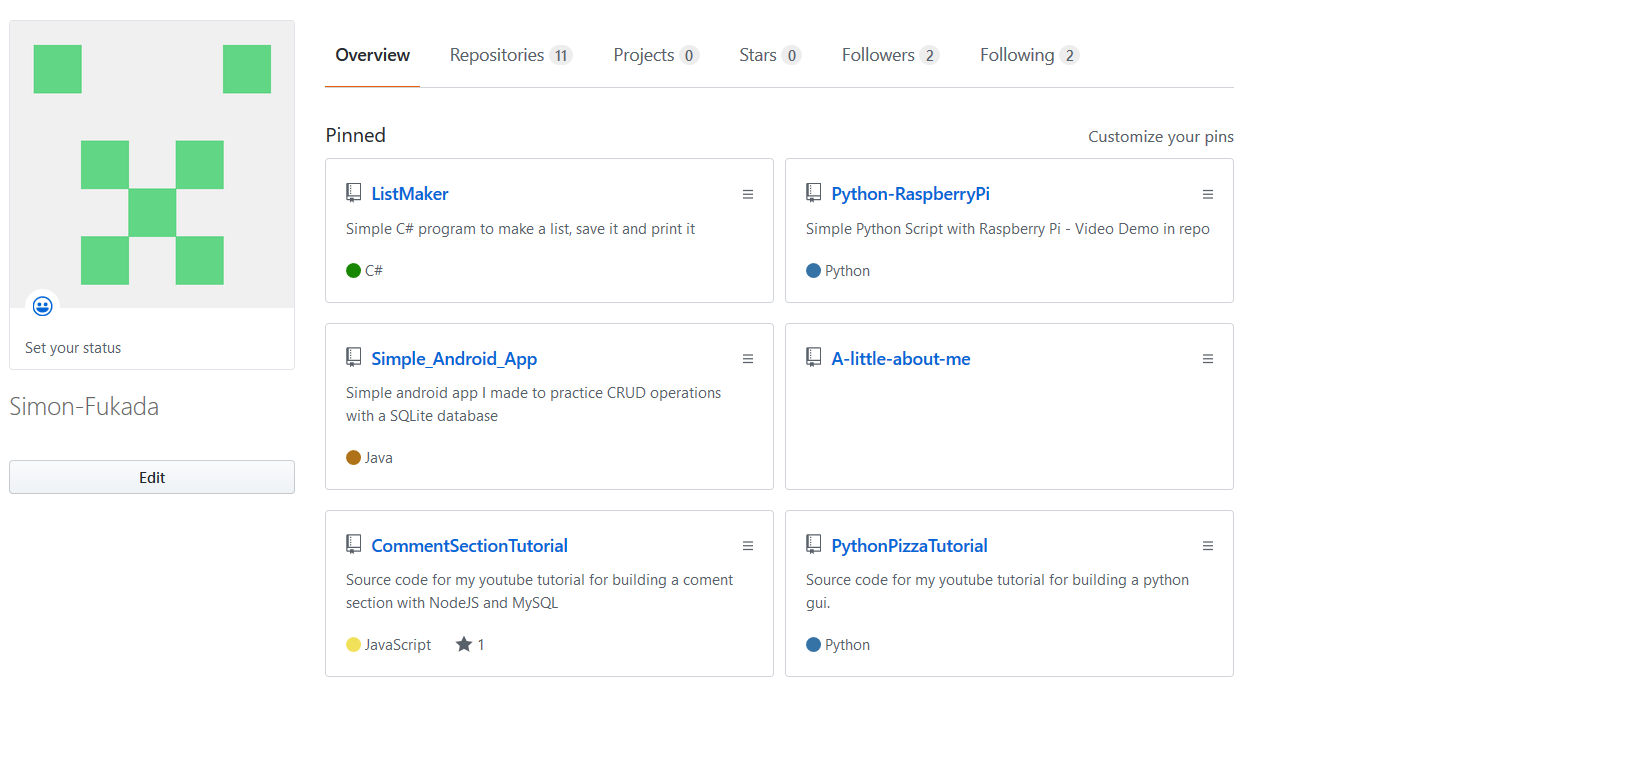 Overview Repositories 11 Projects 0 Stars 0 Followers 2 Following 2
Set your status
Simon-Fukada
Edit
Pinned Customize your pins
ListMaker
Simple C# program to make a list, save it and print it
C#
Python-RaspberryPi
Simple Python Script with Raspberry Pi - Video Demo in repo
Python
Simple_Android_App
Simple android app I made to practice CRUD operations
with a SQLite database
Java
A-little-about-me
CommentSectionTutorial
Source code for my youtube tutorial for building a coment
section with NodeJS and MySQL
JavaScript 1
PythonPizzaTutorial
Source code for my youtube tutorial for building a python
gui.
Python